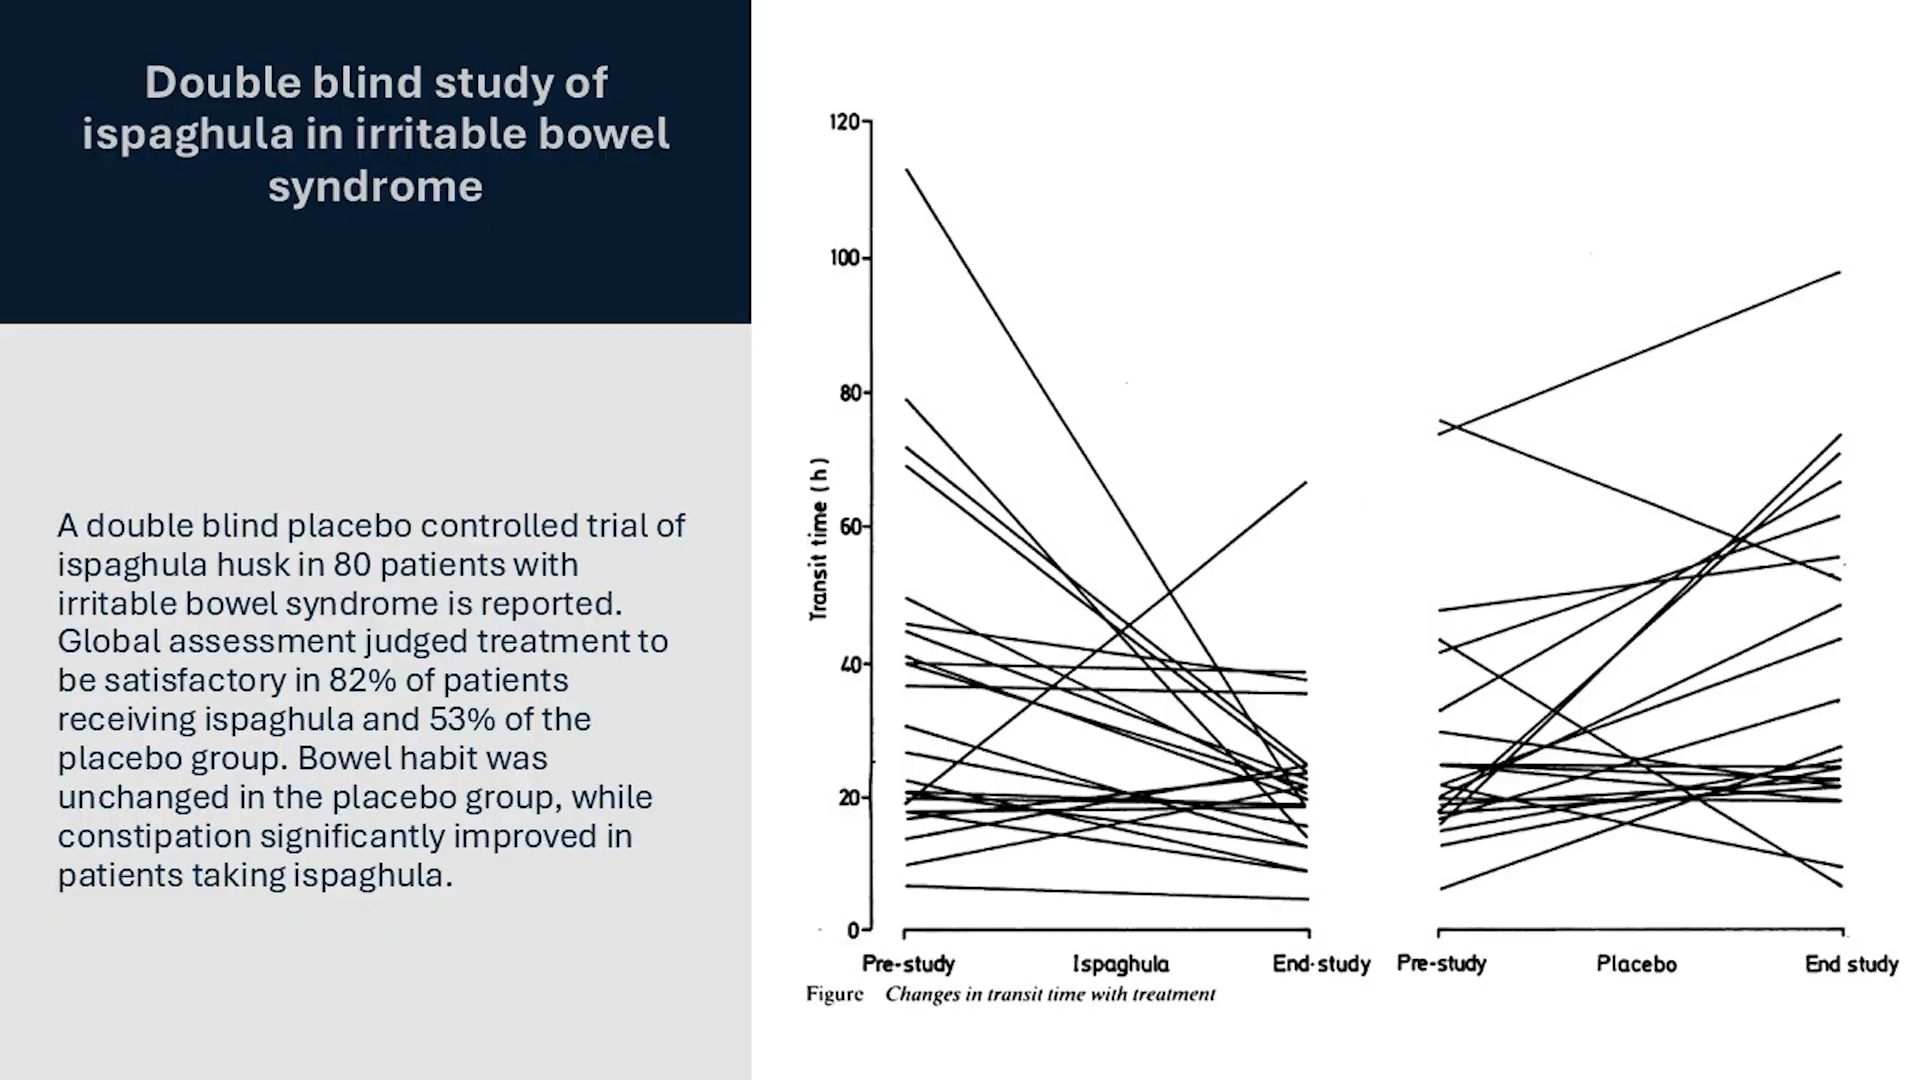 Double blind study of
ispaghula in irritable bowel
syndrome
A double blind placebo controlled trial of
ispaghula husk in 80 patients with
irritable bowel syndrome is reported.
Global assessment judged treatment to
be satisfactory in 82% of patients
receiving ispaghula and 53% of the
placebo group. Bowel habit was
unchanged in the placebo group, while
constipation significantly improved in
patients taking ispaghula.
120
100
80
60
40
20
0
Transit time (h)
Pre-study Ispaghula End-study Pre-study Placebo End study
Figure Changes in transit time with treatment